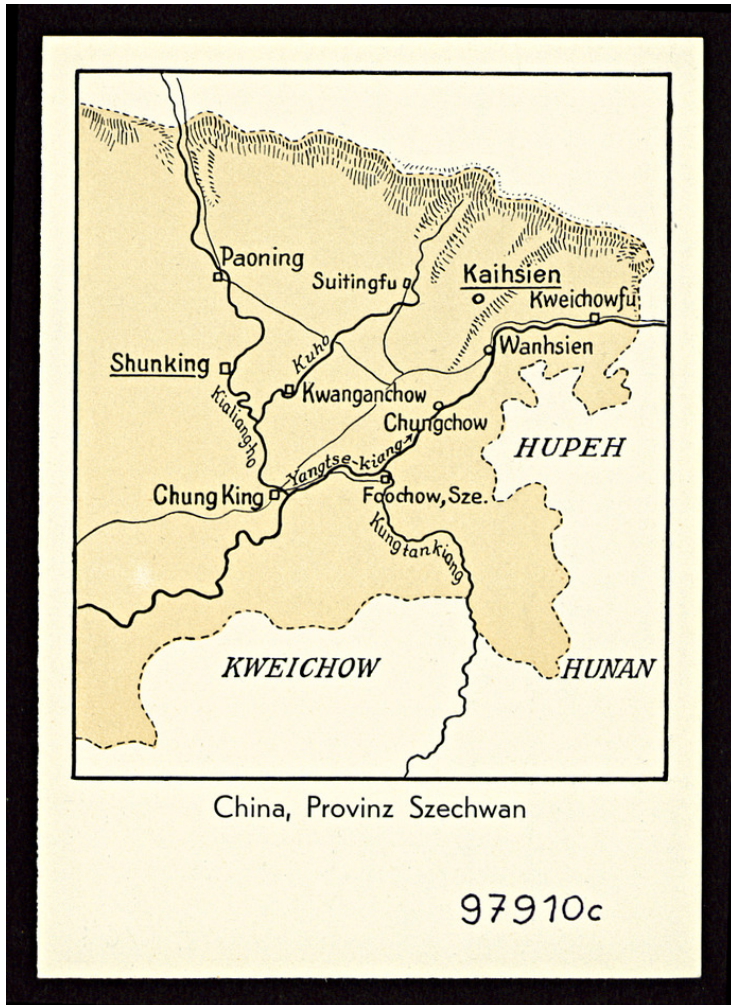 Paoning
Suitingfu
Kaihsien
Kweichowfu
Kuho
Wanhsien
Shunking
Kwanganchow
Kialiangho
Chungchow
HUPEH
Yangtse-kiang
Chung King
Foochow, Sze.
Kungtankiang
KWEICHOW
HUNAN
China, Provinz Szechwan
97910c